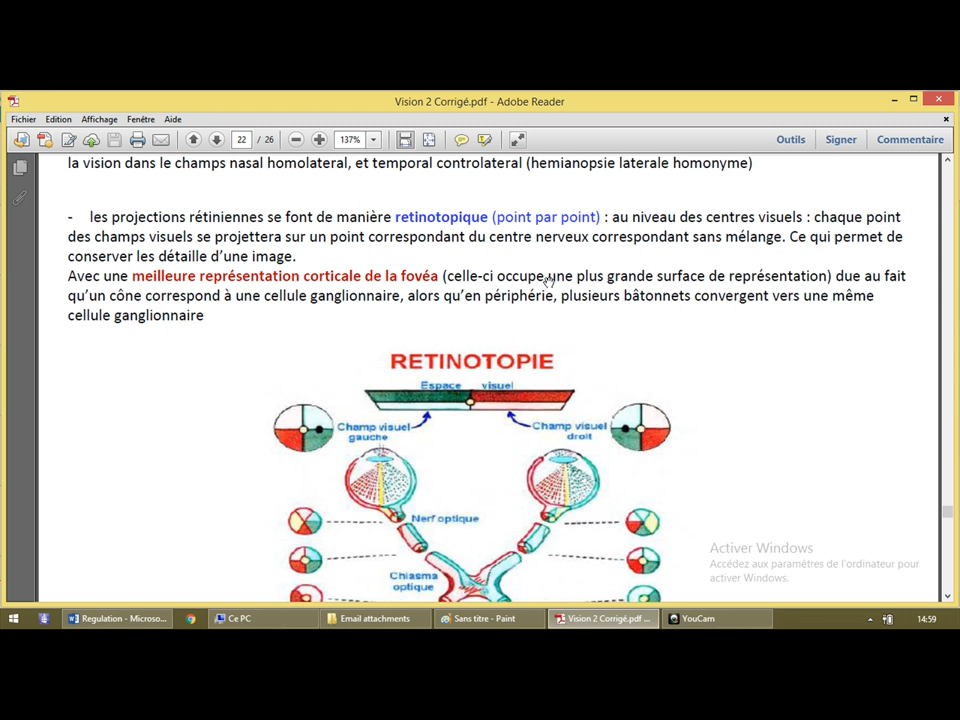 Vision 2 Corrigé.pdf - Adobe Reader
Fichier Edition Affichage Fenêtre Aide
22 / 26 137% Outils Signer Commentaire
la vision dans le champs nasal homolateral, et temporal controlateral (hemianopsie laterale homonyme)
- les projections rétiniennes se font de manière retinotopique (point par point) : au niveau des centres visuels : chaque point
des champs visuels se projettera sur un point correspondant du centre nerveux correspondant sans mélange. Ce qui permet de
conserver les détaille d'une image.
Avec une meilleure représentation corticale de la fovéa (celle-ci occupe une plus grande surface de représentation) due au fait
qu'un cône correspond à une cellule ganglionnaire, alors qu'en périphérie, plusieurs bâtonnets convergent vers une même
cellule ganglionnaire
RETINOTOPIE
Espace visuel
Champ visuel
gauche
Champ visuel
droit
Nerf optique
Chiasma
optique
Activer Windows
Accédez aux paramètres de l'ordinateur pour
activer Windows.
Regulation - Microso... Ce PC Email attachments Sans titre - Paint Vision 2 Corrigé.pdf ... YouCam 14:59